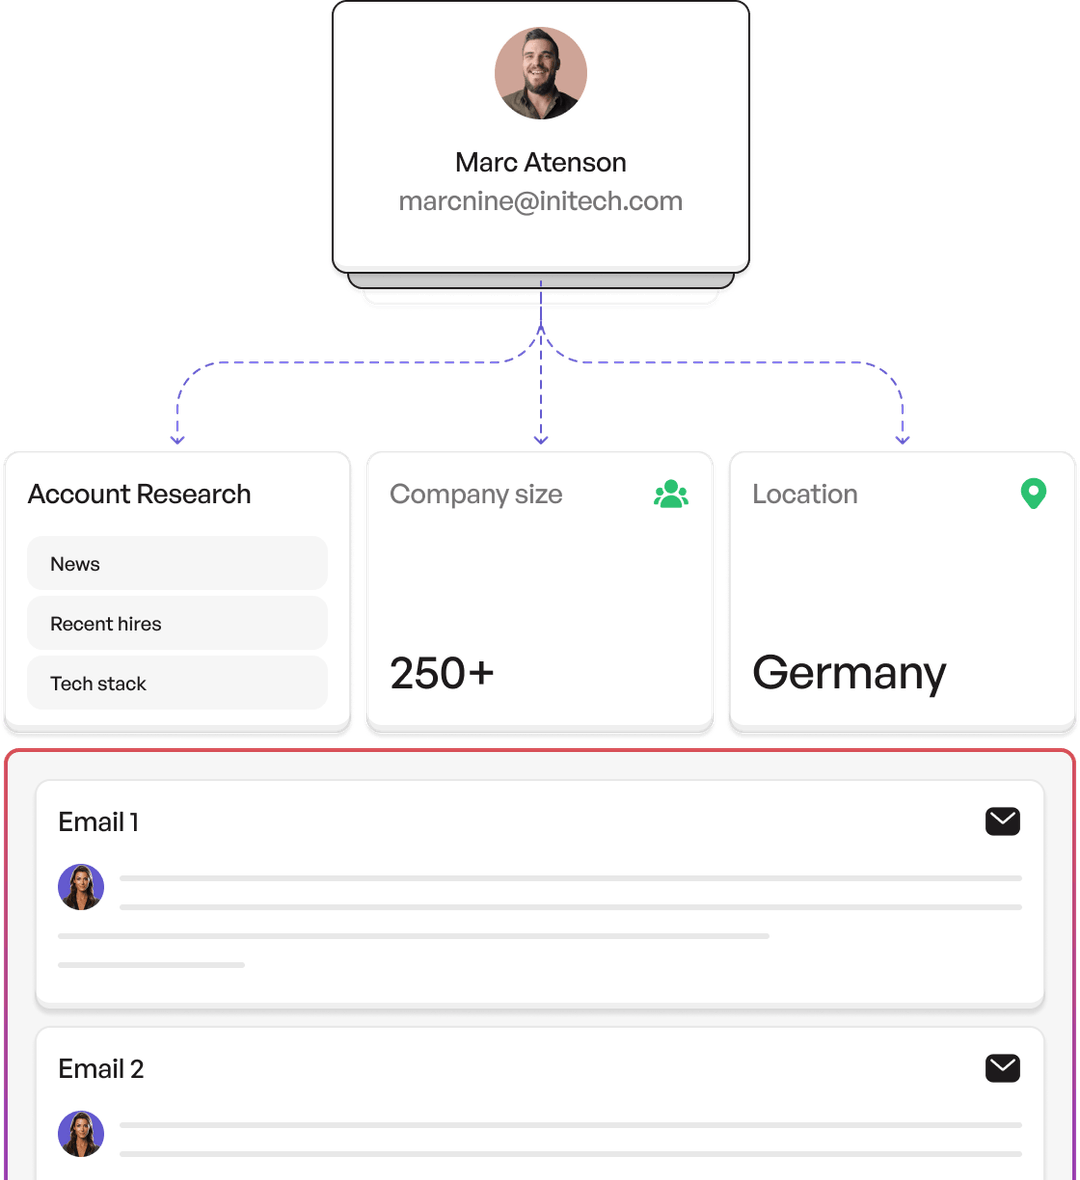 Marc Atenson
marcnine@initech.com
Account Research
News
Recent hires
Tech stack
Company size
250+
Location
Germany
Email 1
Email 2